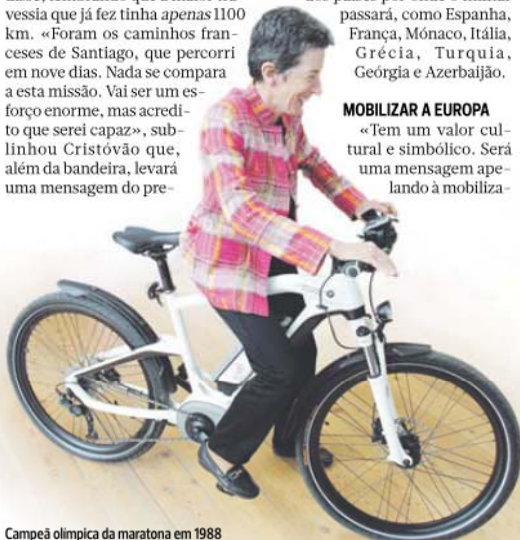 vessia que já fez tinha apenas 1100
km. «Foram os caminhos fran-
ceses de Santiago, que percorri
em nove dias. Nada se compara
a esta missão. Vai ser um es-
forço enorme, mas acredi-
to que serei capaz», sub-
linhou Cristóvão que,
além da bandeira, levará
uma mensagem do pre-
passará, como Espanha,
França, Mónaco, Itália,
Grécia, Turquia,
Geórgia e Azerbaijão.
MOBILIZAR A EUROPA
«Tem um valor cul-
tural e simbólico. Será
uma mensagem ape-
lando à mobiliza-
Campeã olímpica da maratona em 1988